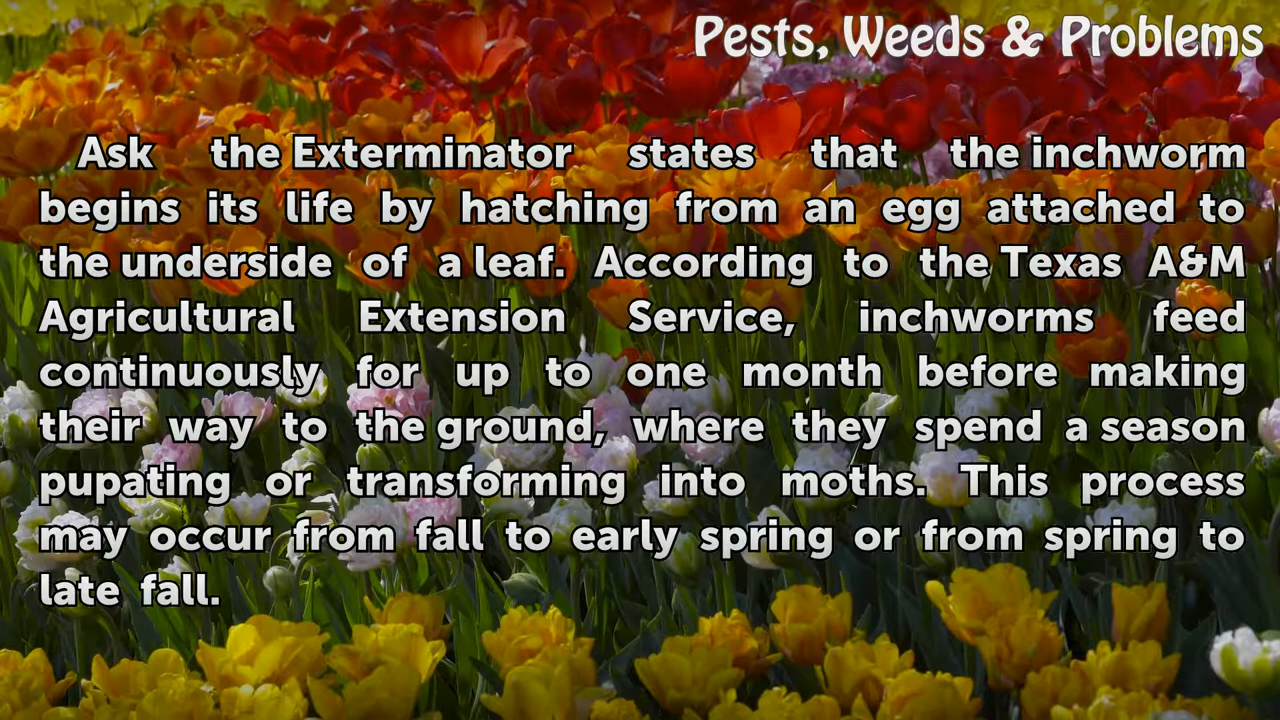 Pests, Weeds & Problems
Ask the Exterminator states that the inchworm
begins its life by hatching from an egg attached to
the underside of a leaf. According to the Texas A&M
Agricultural Extension Service, inchworms feed
continuously for up to one month before making
their way to the ground, where they spend a season
pupating or transforming into moths. This process
may occur from fall to early spring or from spring to
late fall.